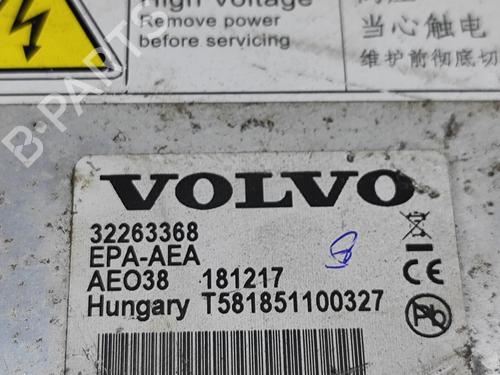 High Voltage
Remove power
before servicing
当心触电
维护前彻底切
VOLVO
32263368
EPA-AEA
AEO38 181217
Hungary T581851100327
CE
Pb
B-PARTS